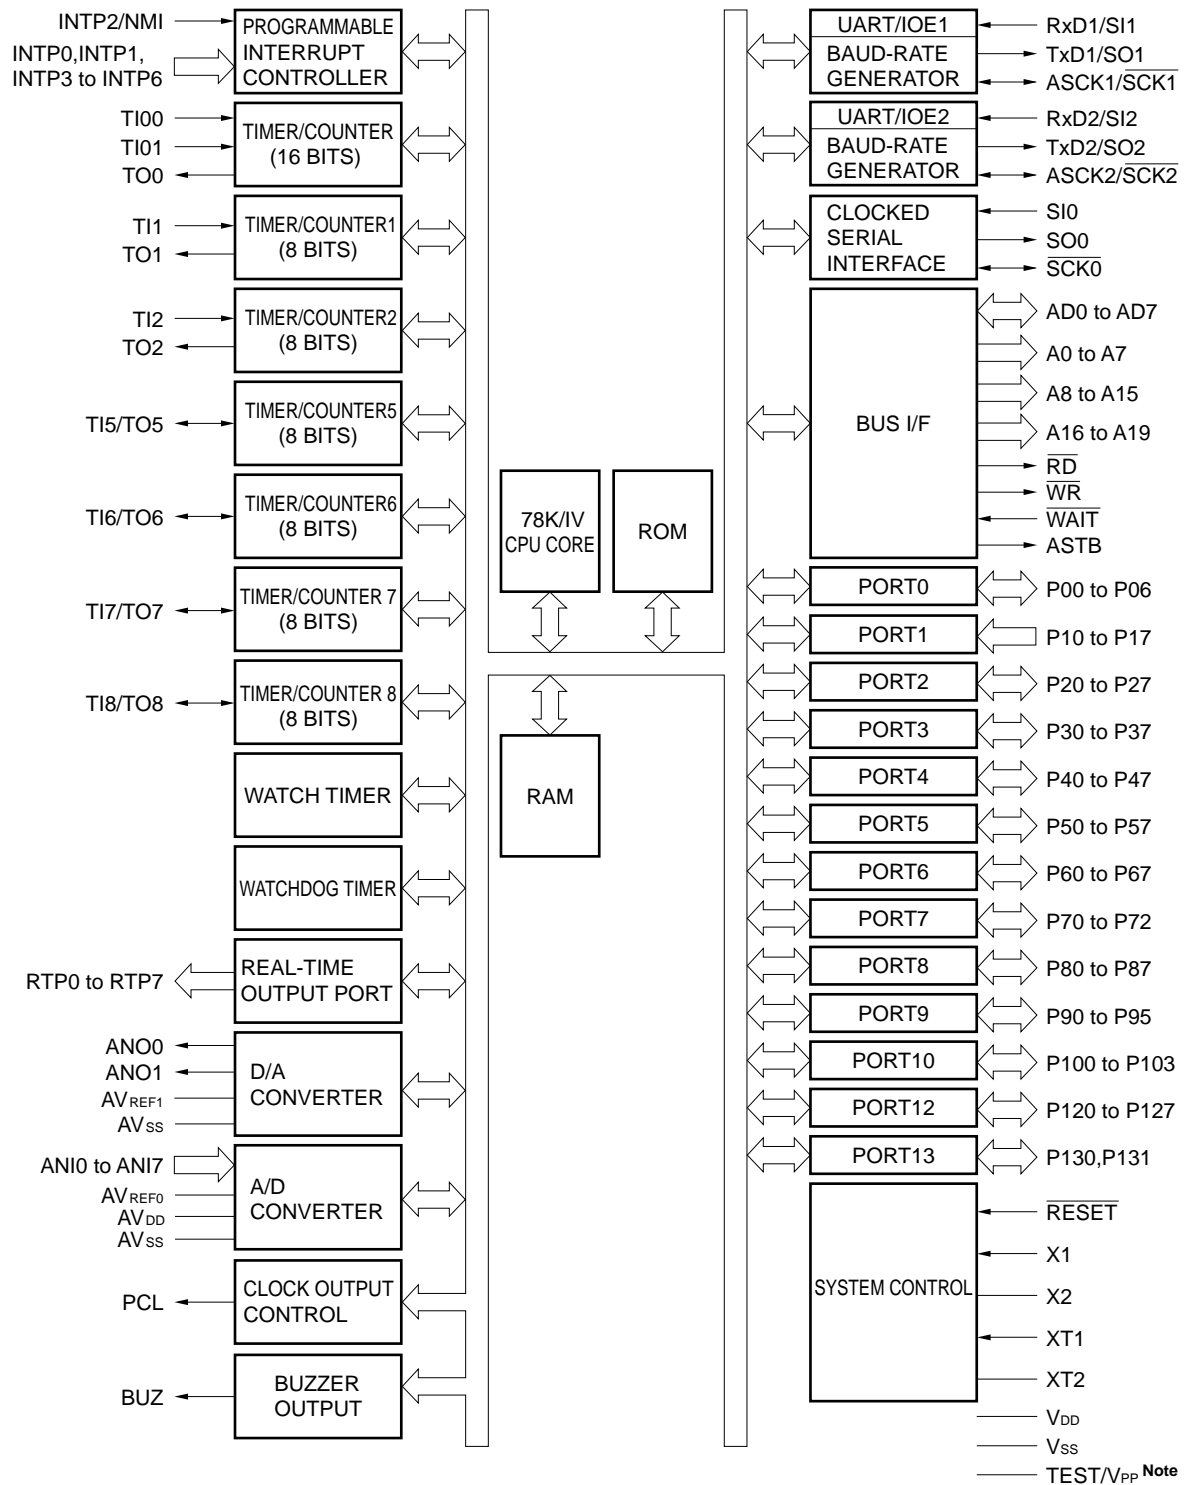 INTP2/NMI
INTP0,INTP1,
INTP3 to INTP6
PROGRAMMABLE
INTERRUPT
CONTROLLER
TI00
TI01
TO0
TIMER/COUNTER
(16 BITS)
TI1
TO1
TIMER/COUNTER1
(8 BITS)
TI2
TO2
TIMER/COUNTER2
(8 BITS)
TI5/TO5
TIMER/COUNTER5
(8 BITS)
TI6/TO6
TIMER/COUNTER6
(8 BITS)
TI7/TO7
TIMER/COUNTER 7
(8 BITS)
TI8/TO8
TIMER/COUNTER 8
(8 BITS)
WATCH TIMER
WATCHDOG TIMER
RTP0 to RTP7
REAL-TIME
OUTPUT PORT
ANO0
ANO1
AVREF1
AVSS
D/A
CONVERTER
ANI0 to ANI7
AVREF0
AVDD
AVSS
A/D
CONVERTER
PCL
CLOCK OUTPUT
CONTROL
BUZ
BUZZER
OUTPUT
78K/IV
CPU CORE
ROM
RAM
UART/IOE1
BAUD-RATE
GENERATOR
RxD1/SI1
TxD1/SO1
ASCK1/SCK1
UART/IOE2
BAUD-RATE
GENERATOR
RxD2/SI2
TxD2/SO2
ASCK2/SCK2
CLOCKED
SERIAL
INTERFACE
SI0
SO0
SCK0
BUS I/F
AD0 to AD7
A0 to A7
A8 to A15
A16 to A19
RD
WR
WAIT
ASTB
PORT0
P00 to P06
PORT1
P10 to P17
PORT2
P20 to P27
PORT3
P30 to P37
PORT4
P40 to P47
PORT5
P50 to P57
PORT6
P60 to P67
PORT7
P70 to P72
PORT8
P80 to P87
PORT9
P90 to P95
PORT10
P100 to P103
PORT12
P120 to P127
PORT13
P130,P131
SYSTEM CONTROL
RESET
X1
X2
XT1
XT2
VDD
VSS
TEST/VPP Note